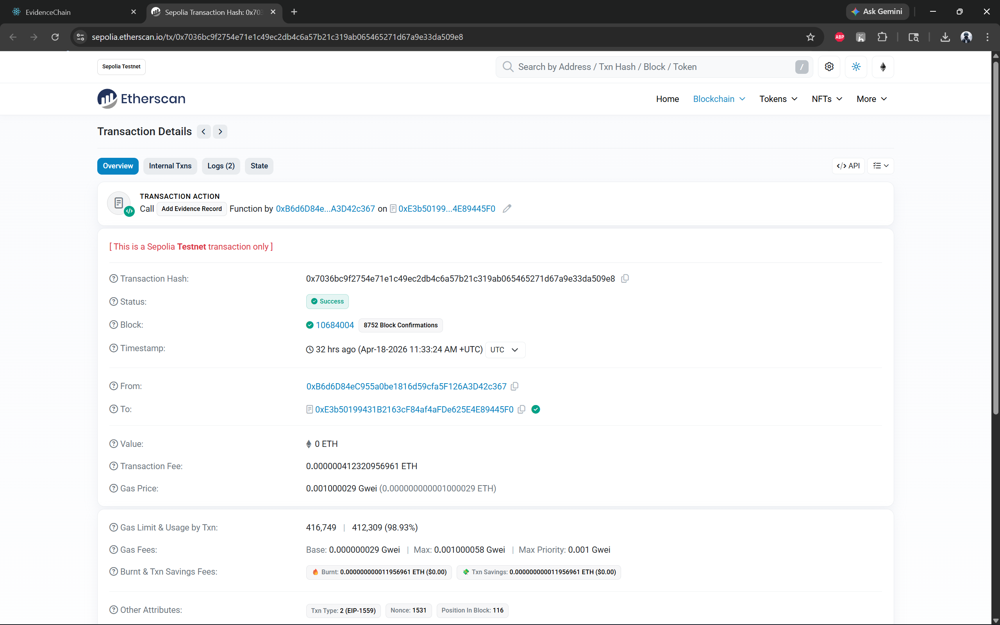 EvidenceChain
Sepolia Transaction Hash: 0x703
Ask Gemini
sepolia.etherscan.io/tx/0x7036bc9f2754e71e1c49ec2db4c6a57b21c319ab065465271d67a9e33da509e8
ABP
Sepolia Testnet
Search by Address / Txn Hash / Block / Token
/
Etherscan
Home Blockchain Tokens NFTs More
Transaction Details
Overview Internal Txns Logs (2) State
</> API
TRANSACTION ACTION
Call Add Evidence Record Function by 0xB6d6D84e...A3D42c367 on 0xE3b50199...4E89445F0
[ This is a Sepolia Testnet transaction only ]
Transaction Hash: 0x7036bc9f2754e71e1c49ec2db4c6a57b21c319ab065465271d67a9e33da509e8
Status: Success
Block: 10684004 8752 Block Confirmations
Timestamp: 32 hrs ago (Apr-18-2026 11:33:24 AM +UTC) UTC
From: 0xB6d6D84eC955a0be1816d59cfa5F126A3D42c367
To: 0xE3b50199431B2163cF84af4aFDe625E4E89445F0
Value: 0 ETH
Transaction Fee: 0.000000412320956961 ETH
Gas Price: 0.001000029 Gwei (0.000000000001000029 ETH)
Gas Limit & Usage by Txn: 416,749 | 412,309 (98.93%)
Gas Fees: Base: 0.000000029 Gwei | Max: 0.001000058 Gwei | Max Priority: 0.001 Gwei
Burnt & Txn Savings Fees: Burnt: 0.000000000011956961 ETH ($0.00) Txn Savings: 0.000000000011956961 ETH ($0.00)
Other Attributes: Txn Type: 2 (EIP-1559) Nonce: 1531 Position In Block: 116